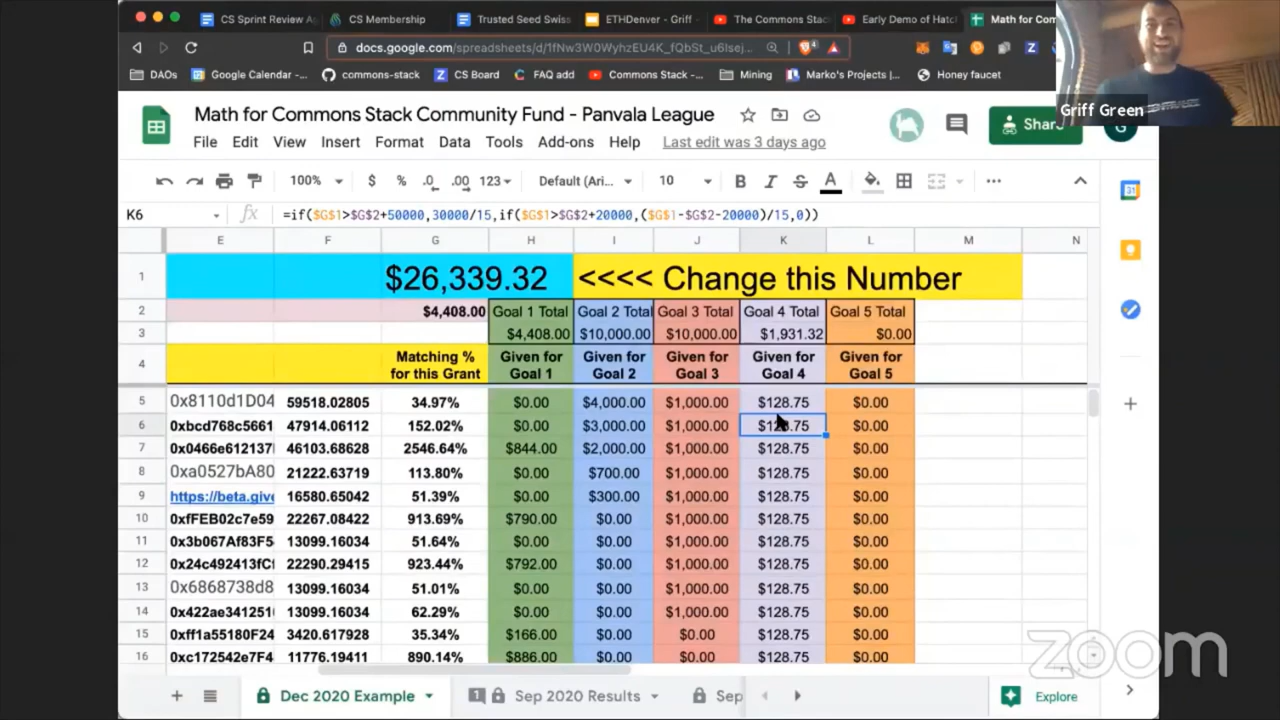 CS Sprint Review A
CS Membership
Trusted Seed Swiss
ETHDenver - Griff
The Commons Stac
Early Demo of Hatch
Math for Com
docs.google.com/spreadsheets/d/1fNw3W0WyhzEU4K_fQbSt_u6lsej...
DAOs
Google Calendar -...
commons-stack
CS Board
FAQ add
Commons Stack -...
Mining
Marko's Projects |...
Honey faucet
Griff Green
Math for Commons Stack Community Fund - Panvala League
Share
G
File Edit View Insert Format Data Tools Add-ons Help Last edit was 3 days ago
100% $ % .0 .00 123 Default (Ari... 10 B I S A
K6 fx =if($G$1>$G$2+50000,30000/15,if($G$1>$G$2+20000,($G$1-$G$2-20000)/15,0))
E F G H I J K L M N
1 $26,339.32 <<<< Change this Number
2 $4,408.00 Goal 1 Total Goal 2 Total Goal 3 Total Goal 4 Total Goal 5 Total
3 $4,408.00 $10,000.00 $10,000.00 $1,931.32 $0.00
4 Matching % for this Grant Given for Goal 1 Given for Goal 2 Given for Goal 3 Given for Goal 4 Given for Goal 5
5 0x8110d1D04 59518.02805 34.97% $0.00 $4,000.00 $1,000.00 $128.75 $0.00
6 0xbcd768c5661 47914.06112 152.02% $0.00 $3,000.00 $1,000.00 $128.75 $0.00
7 0x0466e612137 46103.68628 2546.64% $844.00 $2,000.00 $1,000.00 $128.75 $0.00
8 0xa0527bA80 21222.63719 113.80% $0.00 $700.00 $1,000.00 $128.75 $0.00
9 https://beta.give 16580.65042 51.39% $0.00 $300.00 $1,000.00 $128.75 $0.00
10 0xfFEB02c7e59 22267.08422 913.69% $790.00 $0.00 $1,000.00 $128.75 $0.00
11 0x3b067Af83F5 13099.16034 51.64% $0.00 $0.00 $1,000.00 $128.75 $0.00
12 0x24c492413fC 22290.29415 923.44% $792.00 $0.00 $1,000.00 $128.75 $0.00
13 0x6868738d8 13099.16034 51.01% $0.00 $0.00 $1,000.00 $128.75 $0.00
14 0x422ae341251 13099.16034 62.29% $0.00 $0.00 $1,000.00 $128.75 $0.00
15 0xff1a55180F24 3420.617928 35.34% $166.00 $0.00 $0.00 $128.75 $0.00
16 0xc172542e7F4 11776.19411 890.14% $886.00 $0.00 $0.00 $128.75 $0.00
zoom
Dec 2020 Example 1 Sep 2020 Results Sep Explore